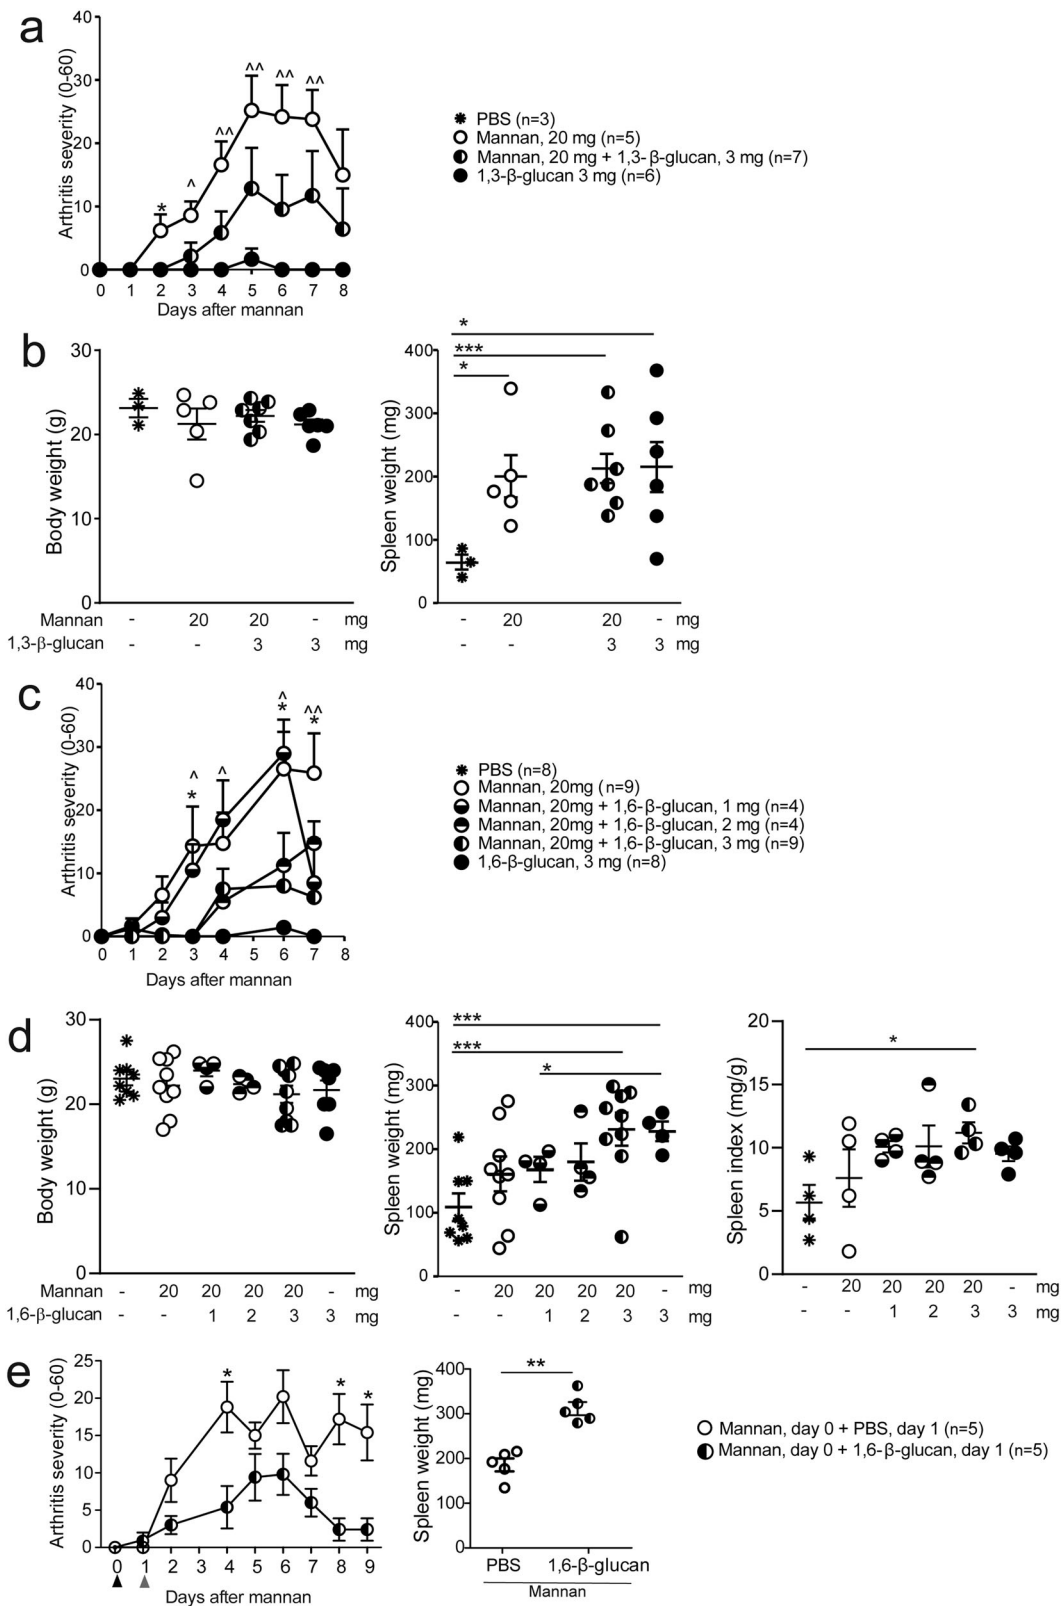 a
Arthritis severity (0-60)
40
30
20
10
0
* ^ ^^ ^^ ^^ ^^
0 1 2 3 4 5 6 7 8
Days after mannan
PBS (n=3)
Mannan, 20 mg (n=5)
Mannan, 20 mg + 1,3-β-glucan, 3 mg (n=7)
1,3-β-glucan 3 mg (n=6)
b
Body weight (g)
30
20
10
0
Spleen weight (mg)
400
300
200
100
0
*
***
*
Mannan - 20 20 - mg - 20 20 - mg
1,3-β-glucan - - 3 3 mg - - 3 3 mg
c
Arthritis severity (0-60)
40
30
20
10
0
^ ^ ^ ^^
* * *
0 1 2 3 4 5 6 7 8
Days after mannan
PBS (n=8)
Mannan, 20mg (n=9)
Mannan, 20mg + 1,6-β-glucan, 1 mg (n=4)
Mannan, 20mg + 1,6-β-glucan, 2 mg (n=4)
Mannan, 20mg + 1,6-β-glucan, 3 mg (n=9)
1,6-β-glucan, 3 mg (n=8)
d
Body weight (g)
30
20
10
0
Spleen weight (mg)
400
300
200
100
0
***
***
*
Spleen index (mg/g)
20
15
10
5
0
*
Mannan - 20 20 20 20 - mg - 20 20 20 20 - mg - 20 20 20 20 - mg
1,6-β-glucan - - 1 2 3 3 mg - - 1 2 3 3 mg - - 1 2 3 3 mg
e
Arthritis severity (0-60)
25
20
15
10
5
0
* * *
0 1 2 3 4 5 6 7 8 9
Days after mannan
Spleen weight (mg)
400
300
200
100
0
**
PBS 1,6-β-glucan
Mannan
Mannan, day 0 + PBS, day 1 (n=5)
Mannan, day 0 + 1,6-β-glucan, day 1 (n=5)